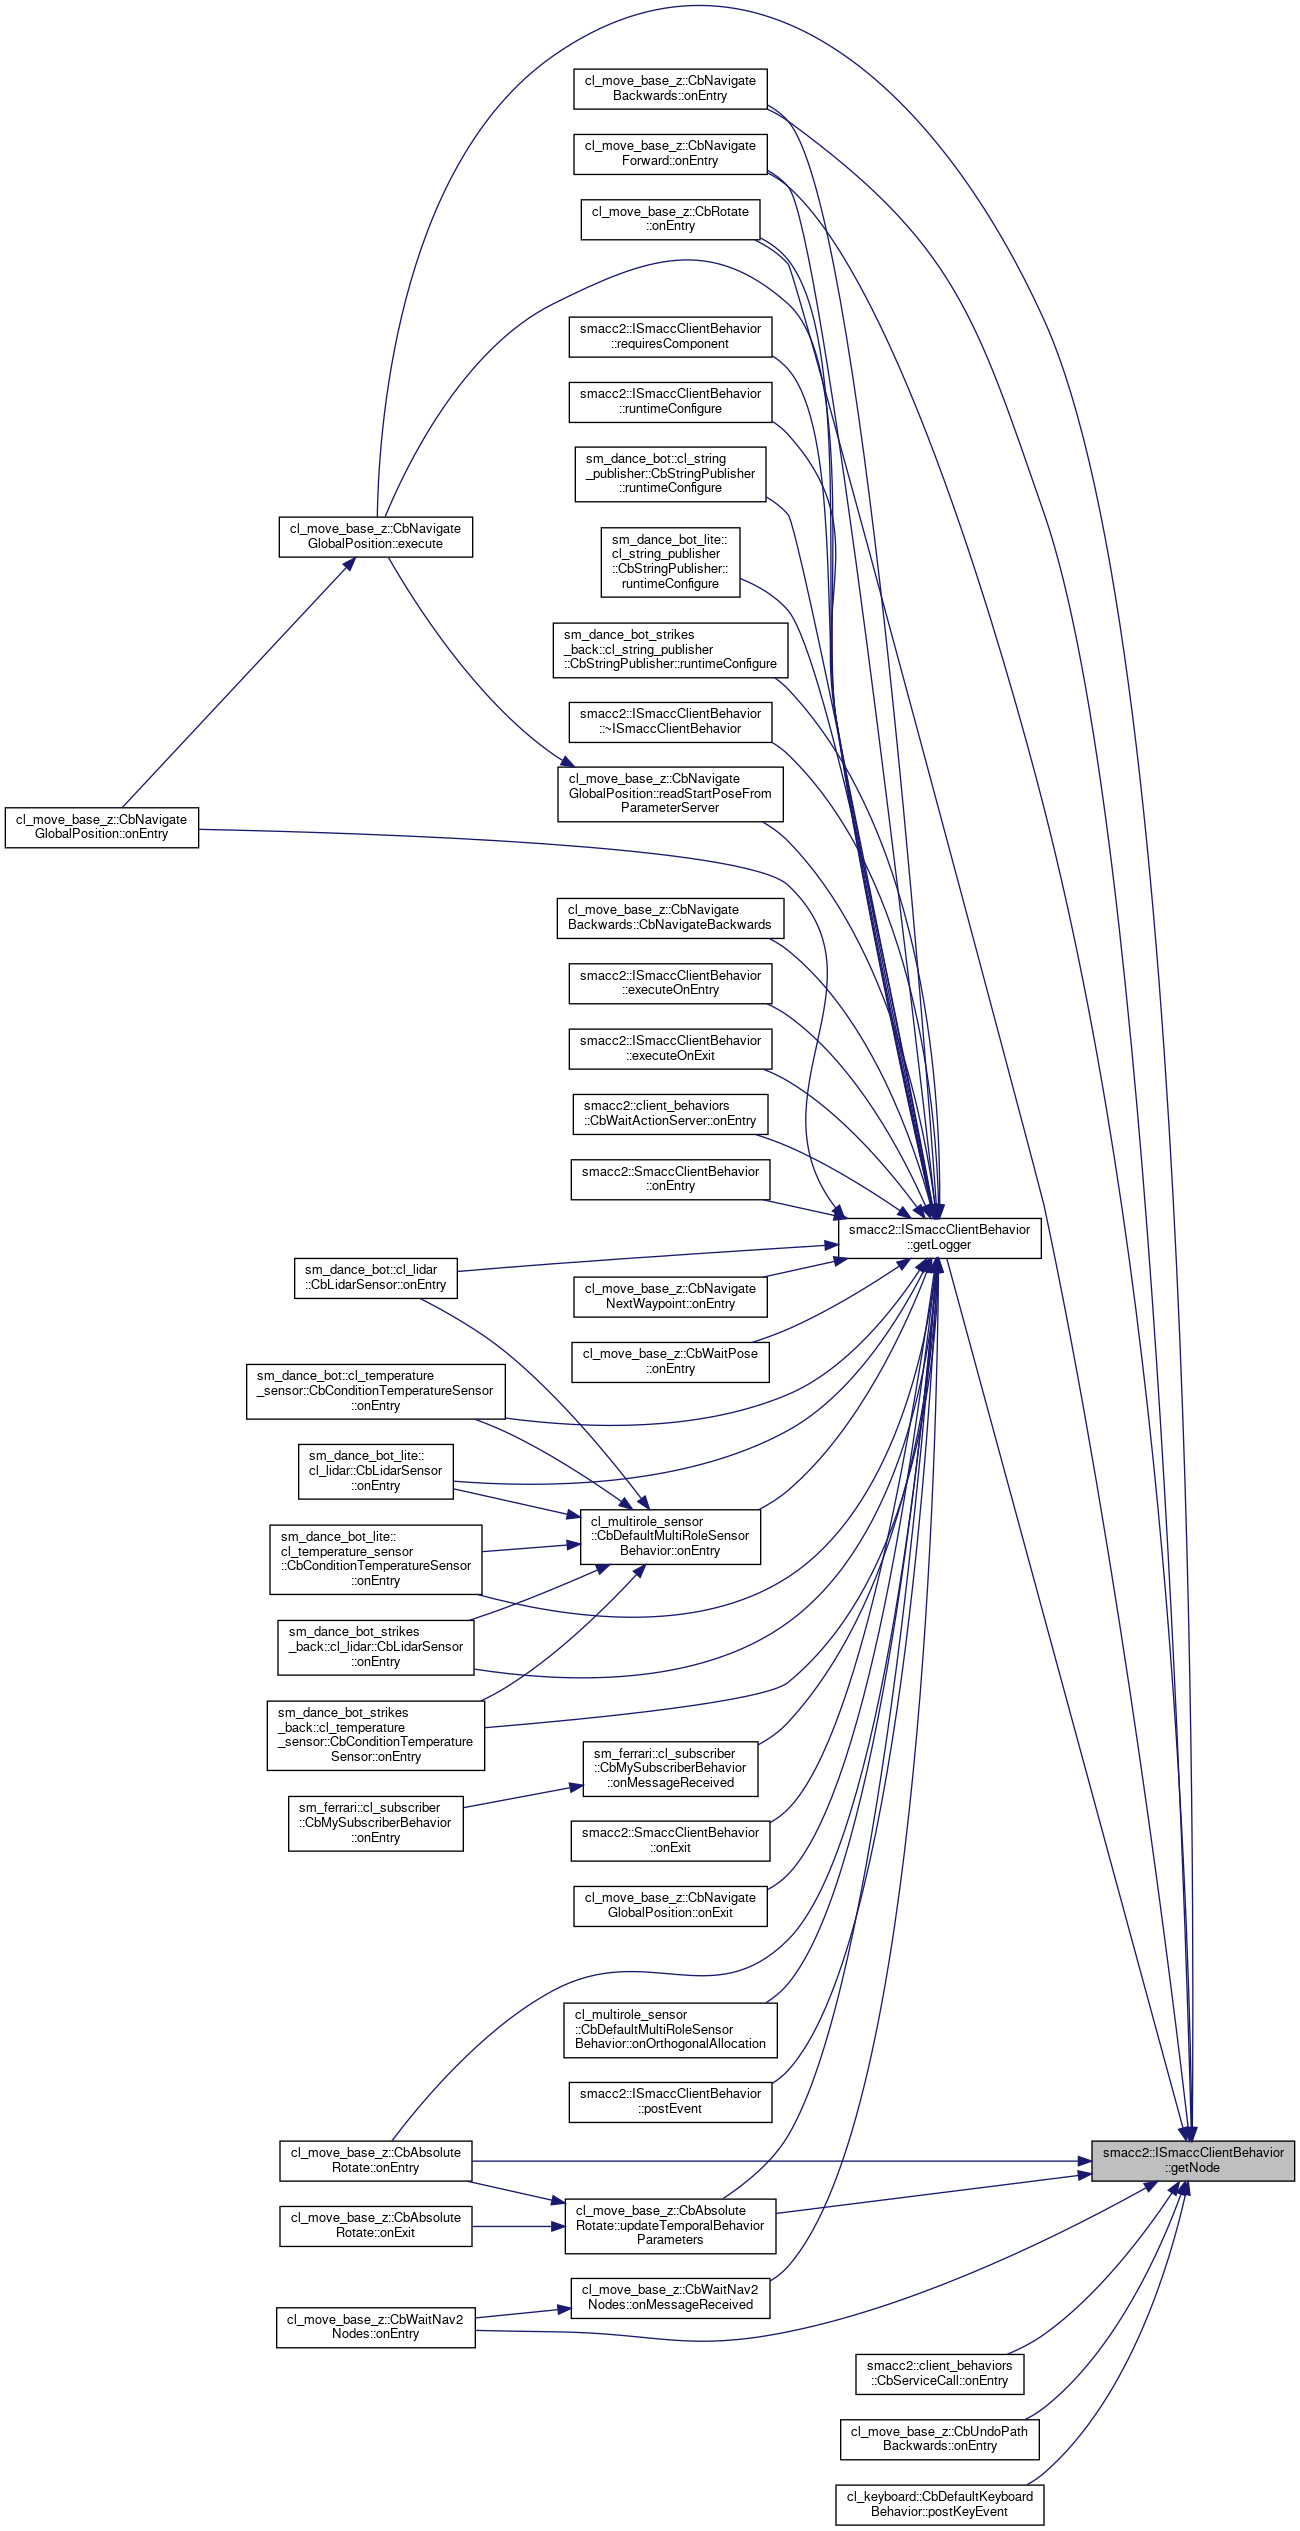 cl_move_base_z::CbNavigate
Backwards::onEntry
cl_move_base_z::CbNavigate
Forward::onEntry
cl_move_base_z::CbRotate
::onEntry
smacc2::ISmaccClientBehavior
::requiresComponent
smacc2::ISmaccClientBehavior
::runtimeConfigure
sm_dance_bot::cl_string
_publisher::CbStringPublisher
::runtimeConfigure
cl_move_base_z::CbNavigate
GlobalPosition::execute
sm_dance_bot_lite::
cl_string_publisher
::CbStringPublisher::
runtimeConfigure
sm_dance_bot_strikes
_back::cl_string_publisher
::CbStringPublisher::runtimeConfigure
smacc2::ISmaccClientBehavior
::~ISmaccClientBehavior
cl_move_base_z::CbNavigate
GlobalPosition::readStartPoseFrom
ParameterServer
cl_move_base_z::CbNavigate
GlobalPosition::onEntry
cl_move_base_z::CbNavigate
Backwards::CbNavigateBackwards
smacc2::ISmaccClientBehavior
::executeOnEntry
smacc2::ISmaccClientBehavior
::executeOnExit
smacc2::client_behaviors
::CbWaitActionServer::onEntry
smacc2::SmaccClientBehavior
::onEntry
smacc2::ISmaccClientBehavior
::getLogger
sm_dance_bot::cl_lidar
::CbLidarSensor::onEntry
cl_move_base_z::CbNavigate
NextWaypoint::onEntry
cl_move_base_z::CbWaitPose
::onEntry
sm_dance_bot::cl_temperature
_sensor::CbConditionTemperatureSensor
::onEntry
sm_dance_bot_lite::
cl_lidar::CbLidarSensor
::onEntry
cl_multirole_sensor
::CbDefaultMultiRoleSensor
Behavior::onEntry
sm_dance_bot_lite::
cl_temperature_sensor
::CbConditionTemperatureSensor
::onEntry
sm_dance_bot_strikes
_back::cl_lidar::CbLidarSensor
::onEntry
sm_dance_bot_strikes
_back::cl_temperature
_sensor::CbConditionTemperature
Sensor::onEntry
sm_ferrari::cl_subscriber
::CbMySubscriberBehavior
::onMessageReceived
sm_ferrari::cl_subscriber
::CbMySubscriberBehavior
::onEntry
smacc2::SmaccClientBehavior
::onExit
cl_move_base_z::CbNavigate
GlobalPosition::onExit
cl_multirole_sensor
::CbDefaultMultiRoleSensor
Behavior::onOrthogonalAllocation
smacc2::ISmaccClientBehavior
::postEvent
cl_move_base_z::CbAbsolute
Rotate::onEntry
smacc2::ISmaccClientBehavior
::getNode
cl_move_base_z::CbAbsolute
Rotate::onExit
cl_move_base_z::CbAbsolute
Rotate::updateTemporalBehavior
Parameters
cl_move_base_z::CbWaitNav2
Nodes::onMessageReceived
cl_move_base_z::CbWaitNav2
Nodes::onEntry
smacc2::client_behaviors
::CbServiceCall::onEntry
cl_move_base_z::CbUndoPath
Backwards::onEntry
cl_keyboard::CbDefaultKeyboard
Behavior::postKeyEvent